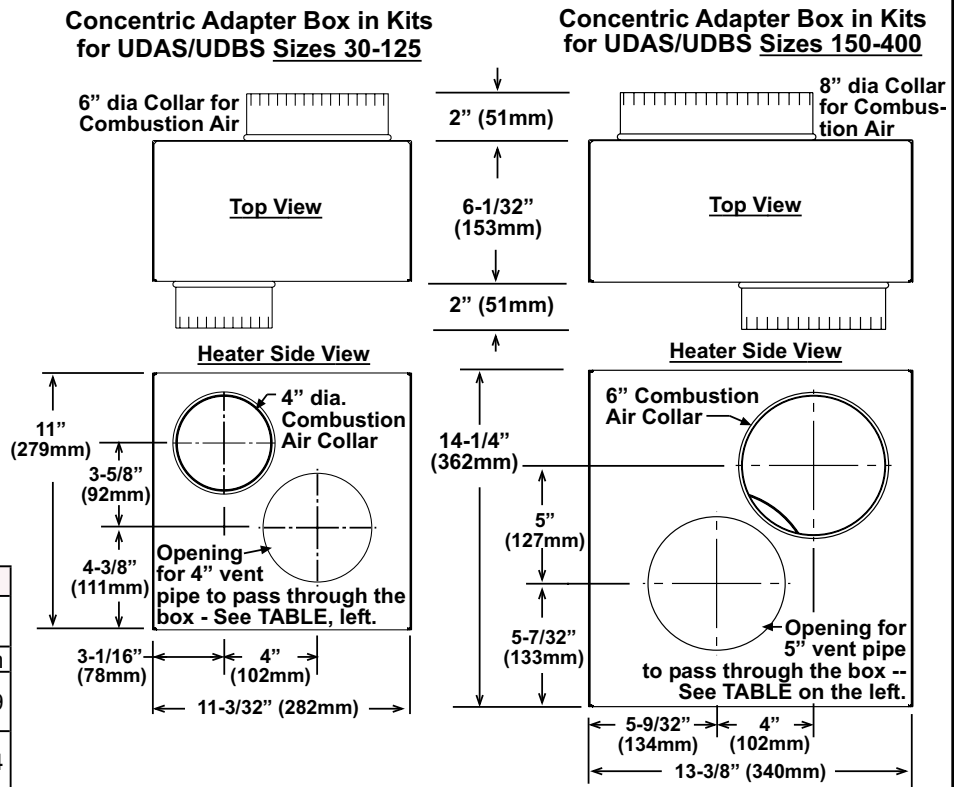 Concentric Adapter Box in Kits
for UDAS/UDBS Sizes 30-125
6” dia Collar for
Combustion Air
Top View
Heater Side View
4” dia.
Combustion
Air Collar
11”
(279mm)
3-5/8”
(92mm)
4-3/8”
(111mm)
Opening
for 4” vent
pipe to pass through the
box - See TABLE, left.
3-1/16”
(78mm)
4”
(102mm)
11-3/32” (282mm)
2” (51mm)
6-1/32”
(153mm)
2” (51mm)
Concentric Adapter Box in Kits
for UDAS/UDBS Sizes 150-400
8” dia Collar
for Combus-
tion Air
Top View
Heater Side View
6” Combustion
Air Collar
14-1/4”
(362mm)
5”
(127mm)
5-7/32”
(133mm)
Opening for
5” vent pipe
to pass through the box --
See TABLE on the left.
5-9/32”
(134mm)
4”
(102mm)
13-3/8” (340mm)